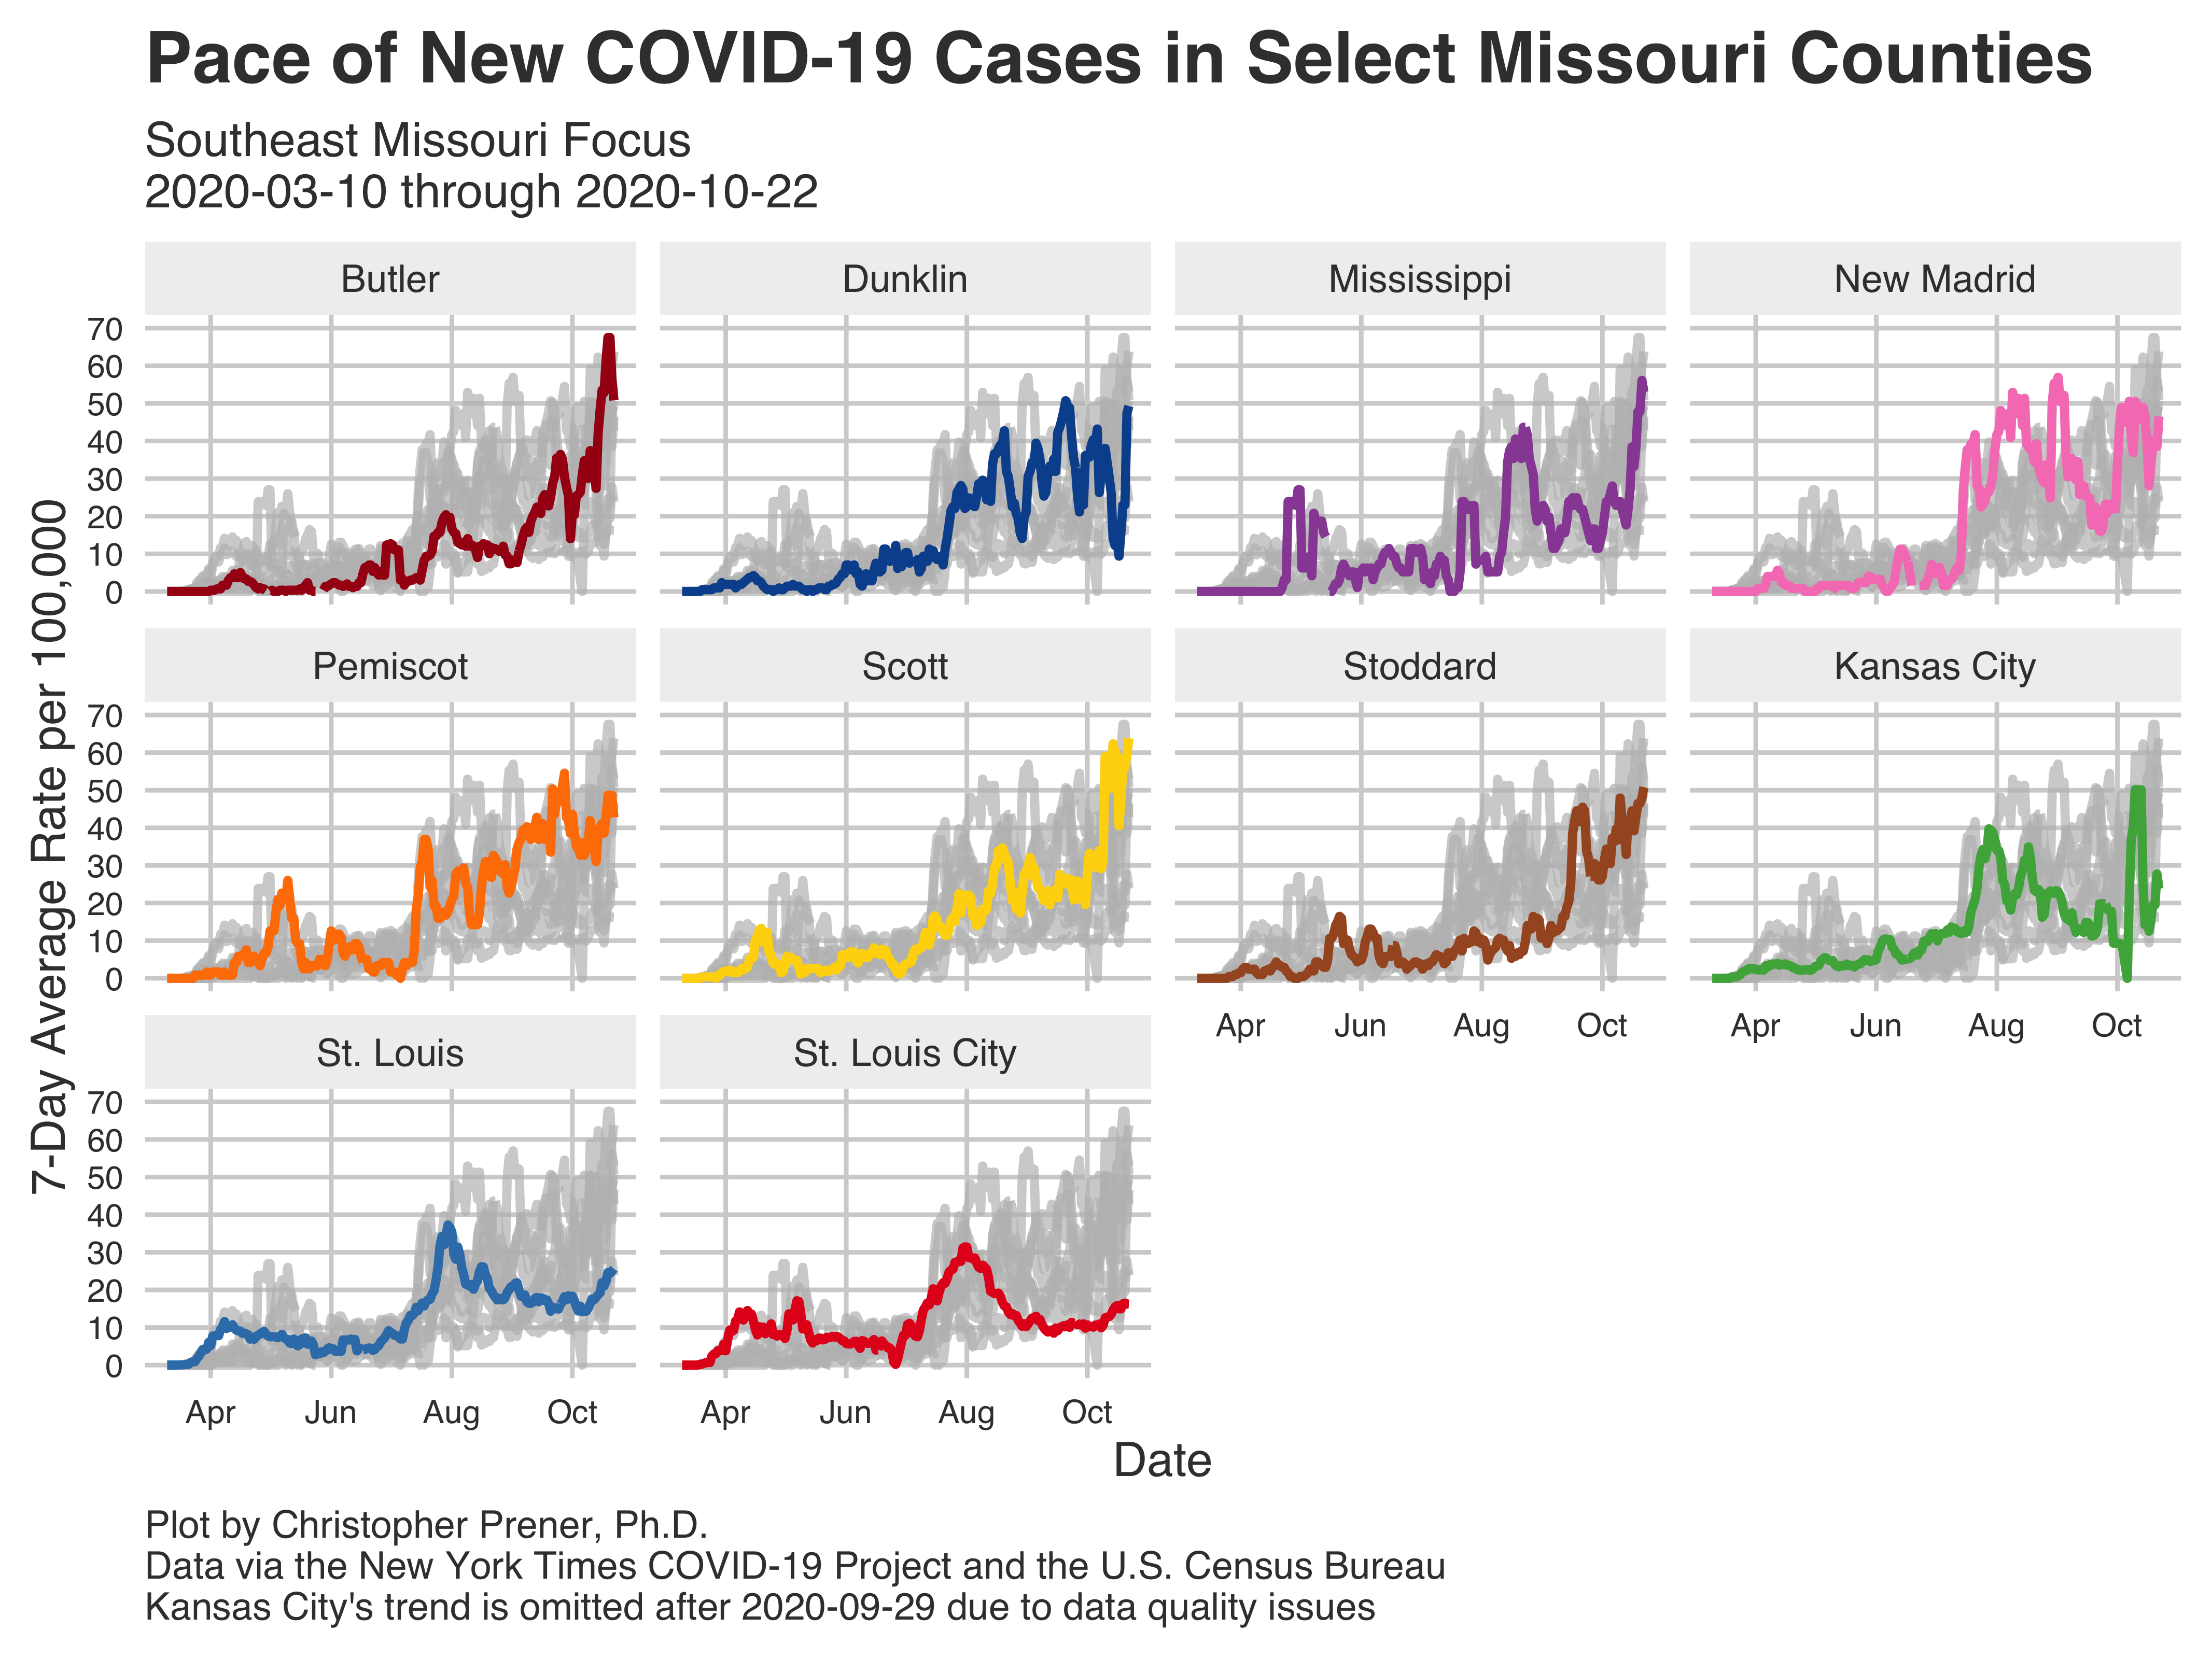 Pace of New COVID-19 Cases in Select Missouri Counties
Southeast Missouri Focus
2020-03-10 through 2020-10-22
7-Day Average Rate per 100,000
Butler
Dunklin
Mississippi
New Madrid
70
60
50
40
30
20
10
0
Pemiscot
Scott
Stoddard
Kansas City
70
60
50
40
30
20
10
0
Apr Jun Aug Oct
Apr Jun Aug Oct
St. Louis
St. Louis City
70
60
50
40
30
20
10
0
Apr Jun Aug Oct
Apr Jun Aug Oct
Date
Plot by Christopher Prener, Ph.D.
Data via the New York Times COVID-19 Project and the U.S. Census Bureau
Kansas City's trend is omitted after 2020-09-29 due to data quality issues